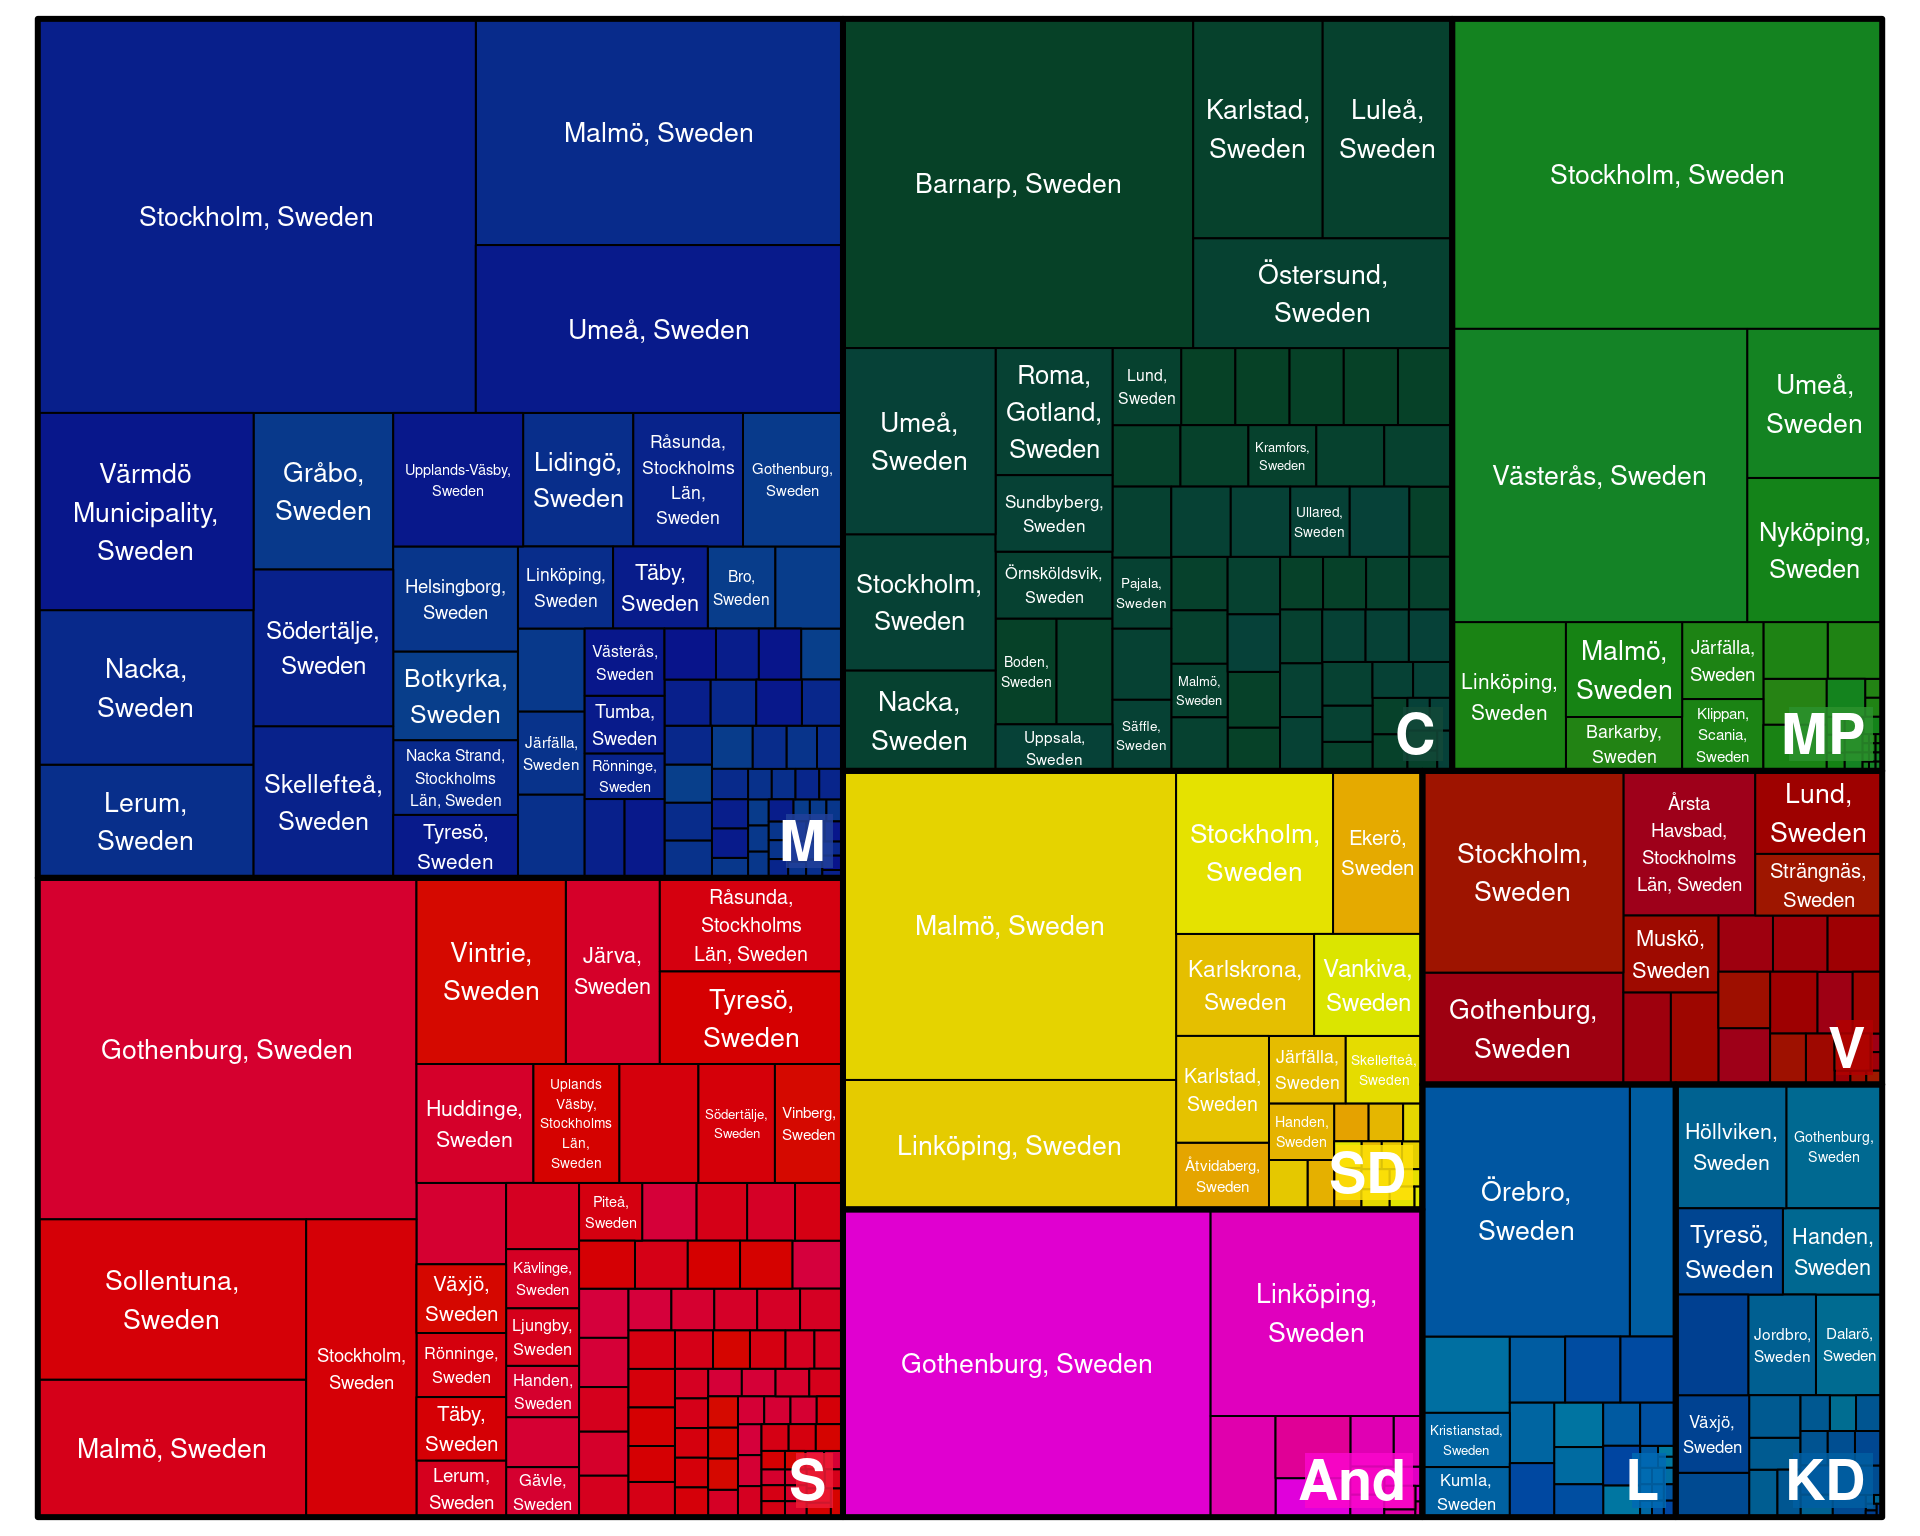 Stockholm, Sweden
Malmö, Sweden
Umeå, Sweden
Värmdö
Municipality,
Sweden
Nacka,
Sweden
Lerum,
Sweden
Gråbo,
Sweden
Södertälje,
Sweden
Skellefteå,
Sweden
Upplands-Väsby,
Sweden
Lidingö,
Sweden
Råsunda,
Stockholms
Län,
Sweden
Gothenburg,
Sweden
Helsingborg,
Sweden
Botkyrka,
Sweden
Nacka Strand,
Stockholms
Län, Sweden
Tyresö,
Sweden
Linköping,
Sweden
Täby,
Sweden
Bro,
Sweden
Järfälla,
Sweden
Västerås,
Sweden
Tumba,
Sweden
Rönninge,
Sweden
M
Barnarp, Sweden
Karlstad,
Sweden
Luleå,
Sweden
Östersund,
Sweden
Umeå,
Sweden
Stockholm,
Sweden
Nacka,
Sweden
Roma,
Gotland,
Sweden
Sundbyberg,
Sweden
Örnsköldsvik,
Sweden
Boden,
Sweden
Uppsala,
Sweden
Lund,
Sweden
Kramfors,
Sweden
Ullared,
Sweden
Pajala,
Sweden
Malmö,
Sweden
Säffle,
Sweden
C
Stockholm, Sweden
Västerås, Sweden
Umeå,
Sweden
Nyköping,
Sweden
Linköping,
Sweden
Malmö,
Sweden
Barkarby,
Sweden
Järfälla,
Sweden
Klippan,
Scania,
Sweden
MP
Gothenburg, Sweden
Sollentuna,
Sweden
Malmö, Sweden
Stockholm,
Sweden
Vintrie,
Sweden
Järva,
Sweden
Råsunda,
Stockholms
Län, Sweden
Tyresö,
Sweden
Huddinge,
Sweden
Uplands
Väsby,
Stockholms
Län,
Sweden
Södertälje,
Sweden
Vinberg,
Sweden
Växjö,
Sweden
Rönninge,
Sweden
Täby,
Sweden
Lerum,
Sweden
Kävlinge,
Sweden
Ljungby,
Sweden
Handen,
Sweden
Gävle,
Sweden
Piteå,
Sweden
S
Malmö, Sweden
Linköping, Sweden
Stockholm,
Sweden
Ekerö,
Sweden
Karlskrona,
Sweden
Vankiva,
Sweden
Karlstad,
Sweden
Järfälla,
Sweden
Skellefteå,
Sweden
Handen,
Sweden
Åtvidaberg,
Sweden
SD
Gothenburg, Sweden
Linköping,
Sweden
And
Stockholm,
Sweden
Gothenburg,
Sweden
Årsta
Havsbad,
Stockholms
Län, Sweden
Lund,
Sweden
Strängnäs,
Sweden
Muskö,
Sweden
V
Örebro,
Sweden
Kristianstad,
Sweden
Kumla,
Sweden
L
Höllviken,
Sweden
Gothenburg,
Sweden
Tyresö,
Sweden
Handen,
Sweden
Jordbro,
Sweden
Dalarö,
Sweden
Växjö,
Sweden
KD